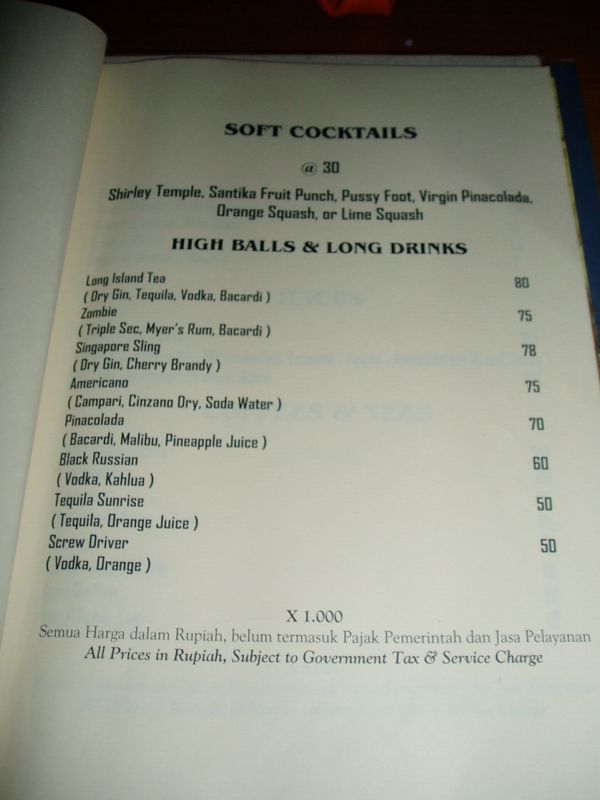 SOFT COCKTAILS
@ 30
Shirley Temple, Santika Fruit Punch, Pussy Foot, Virgin Pinacolada,
Orange Squash, or Lime Squash
HIGH BALLS & LONG DRINKS
Long Island Tea 80
( Dry Gin, Tequila, Vodka, Bacardi )
Zombie 75
( Triple Sec, Myer's Rum, Bacardi )
Singapore Sling 78
( Dry Gin, Cherry Brandy )
Americano 75
( Campari, Cinzano Dry, Soda Water )
Pinacolada 70
( Bacardi, Malibu, Pineapple Juice )
Black Russian 60
( Vodka, Kahlua )
Tequila Sunrise 50
( Tequila, Orange Juice )
Screw Driver 50
( Vodka, Orange )
X 1.000
Semua Harga dalam Rupiah, belum termasuk Pajak Pemerintah dan Jasa Pelayanan
All Prices in Rupiah, Subject to Government Tax & Service Charge